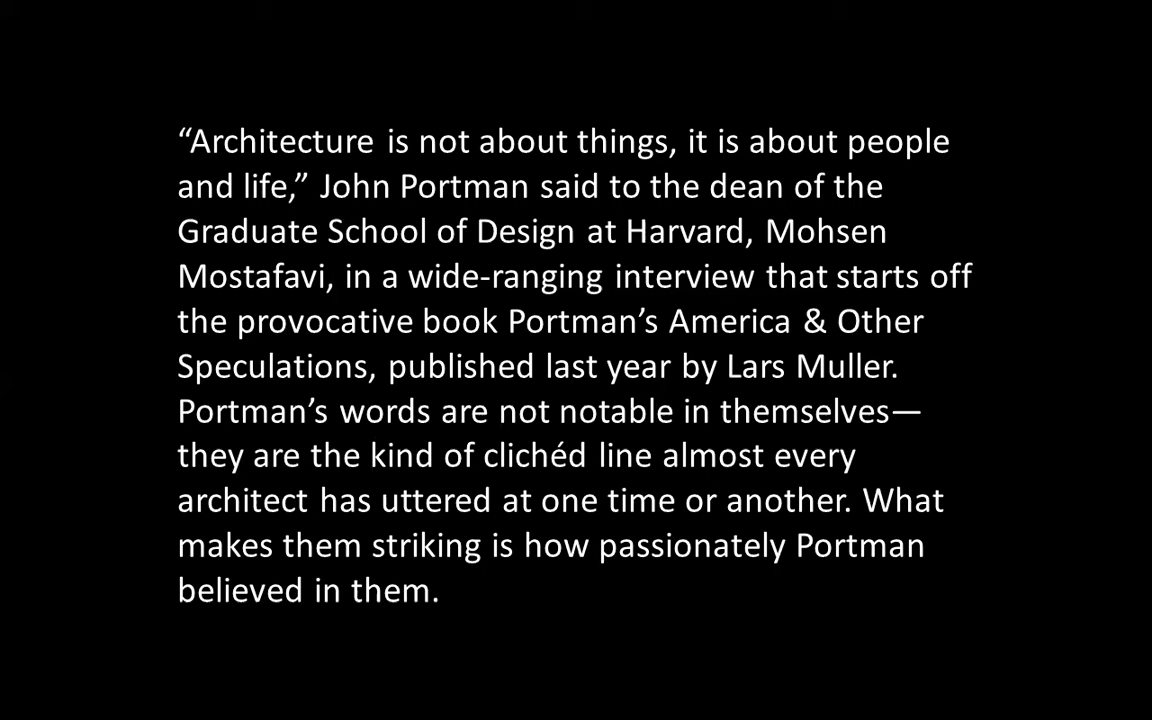 “Architecture is not about things, it is about people
and life,” John Portman said to the dean of the
Graduate School of Design at Harvard, Mohsen
Mostafavi, in a wide-ranging interview that starts off
the provocative book Portman’s America & Other
Speculations, published last year by Lars Muller.
Portman’s words are not notable in themselves—
they are the kind of clichéd line almost every
architect has uttered at one time or another. What
makes them striking is how passionately Portman
believed in them.